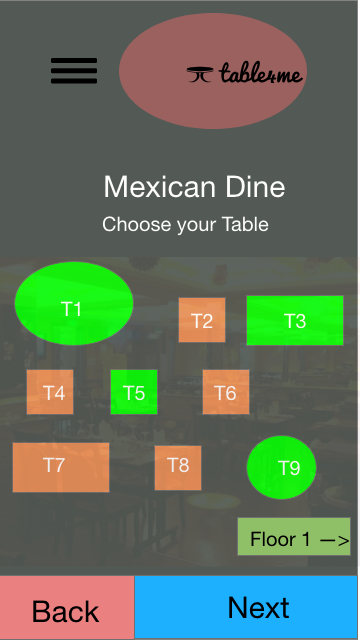 table4me
Mexican Dine
Choose your Table
T1
T2
T3
T4
T5
T6
T7
T8
T9
Floor 1 —>
Back
Next